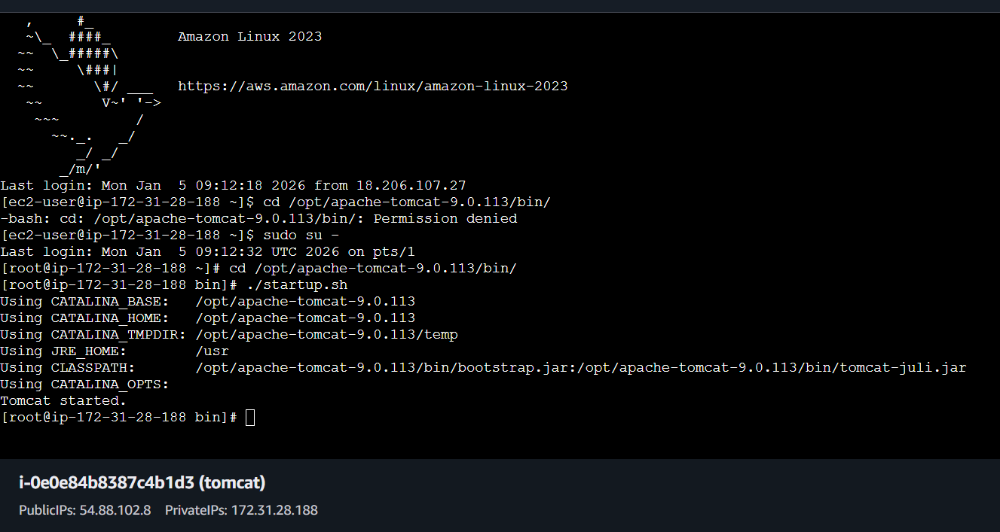 ,     #_
   ~\_  ####_        Amazon Linux 2023
  ~~  \_#####\
  ~~     \###|
  ~~       \#/ ___   https://aws.amazon.com/linux/amazon-linux-2023
   ~~       V~' '->
    ~~~         /
      ~~._.   _/
         _/ _/
       _/m/'
Last login: Mon Jan  5 09:12:18 2026 from 18.206.107.27
[ec2-user@ip-172-31-28-188 ~]$ cd /opt/apache-tomcat-9.0.113/bin/
-bash: cd: /opt/apache-tomcat-9.0.113/bin/: Permission denied
[ec2-user@ip-172-31-28-188 ~]$ sudo su -
Last login: Mon Jan  5 09:12:32 UTC 2026 on pts/1
[root@ip-172-31-28-188 ~]# cd /opt/apache-tomcat-9.0.113/bin/
[root@ip-172-31-28-188 bin]# ./startup.sh
Using CATALINA_BASE:   /opt/apache-tomcat-9.0.113
Using CATALINA_HOME:   /opt/apache-tomcat-9.0.113
Using CATALINA_TMPDIR: /opt/apache-tomcat-9.0.113/temp
Using JRE_HOME:        /usr
Using CLASSPATH:       /opt/apache-tomcat-9.0.113/bin/bootstrap.jar:/opt/apache-tomcat-9.0.113/bin/tomcat-juli.jar
Using CATALINA_OPTS:
Tomcat started.
[root@ip-172-31-28-188 bin]#
i-0e0e84b8387c4b1d3 (tomcat)
PublicIPs: 54.88.102.8   PrivateIPs: 172.31.28.188